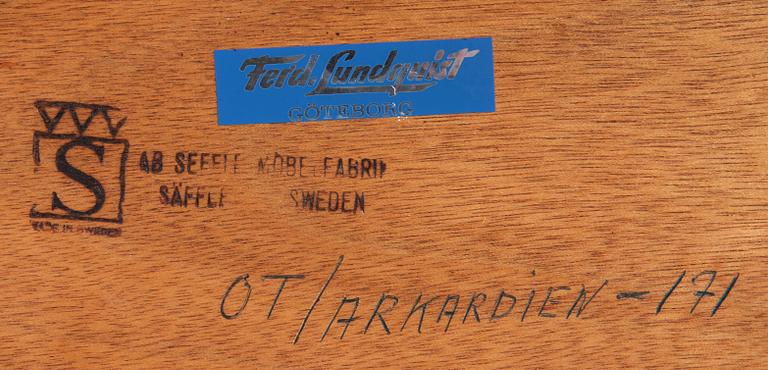 Ferd. Lundquist
GÖTEBORG
S
AB SEFFLE MÖBELFABRIK
SÄFFLE SWEDEN
MADE IN SWEDEN
OT/ARKARDIEN-171